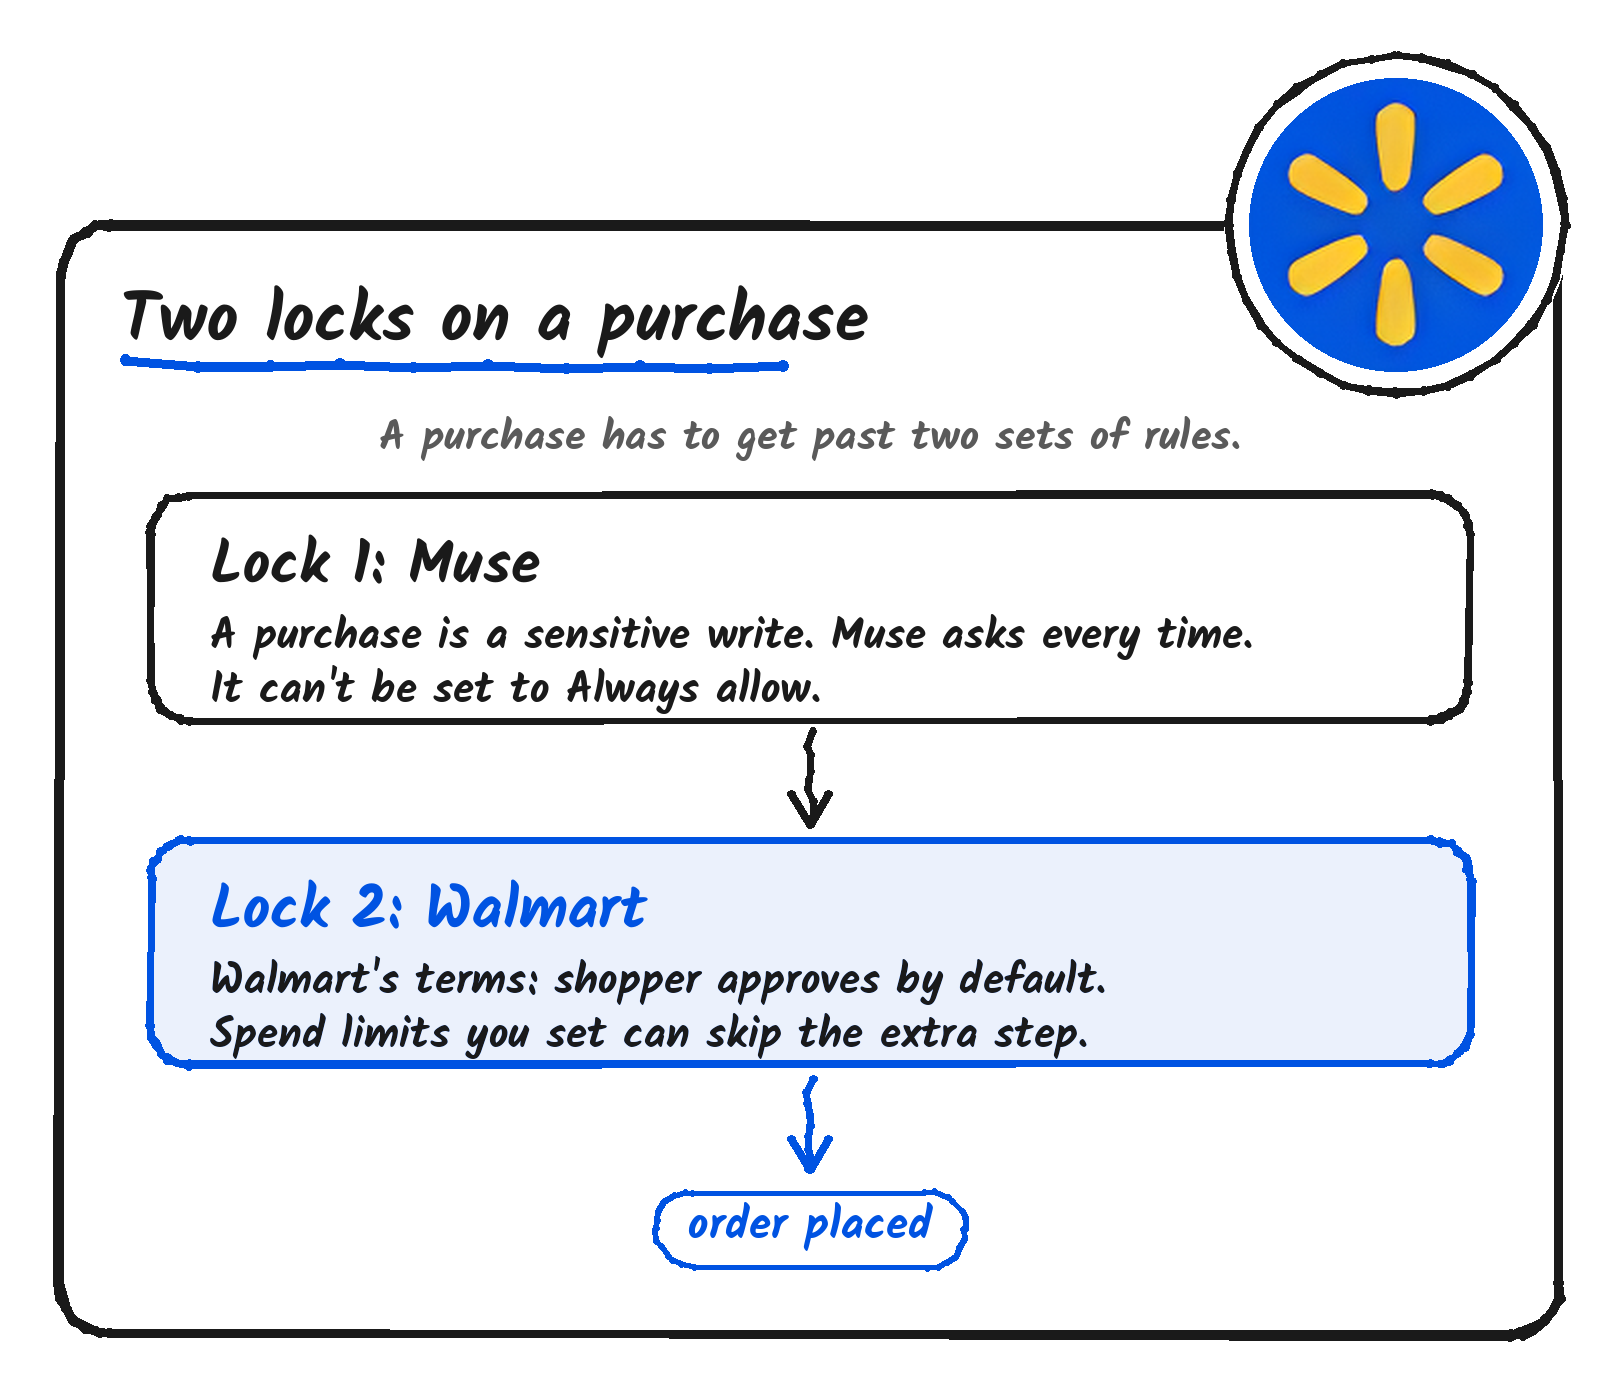 Two locks on a purchase
A purchase has to get past two sets of rules.
Lock 1: Muse
A purchase is a sensitive write. Muse asks every time.
It can't be set to Always allow.
Lock 2: Walmart
Walmart's terms: shopper approves by default.
Spend limits you set can skip the extra step.
order placed